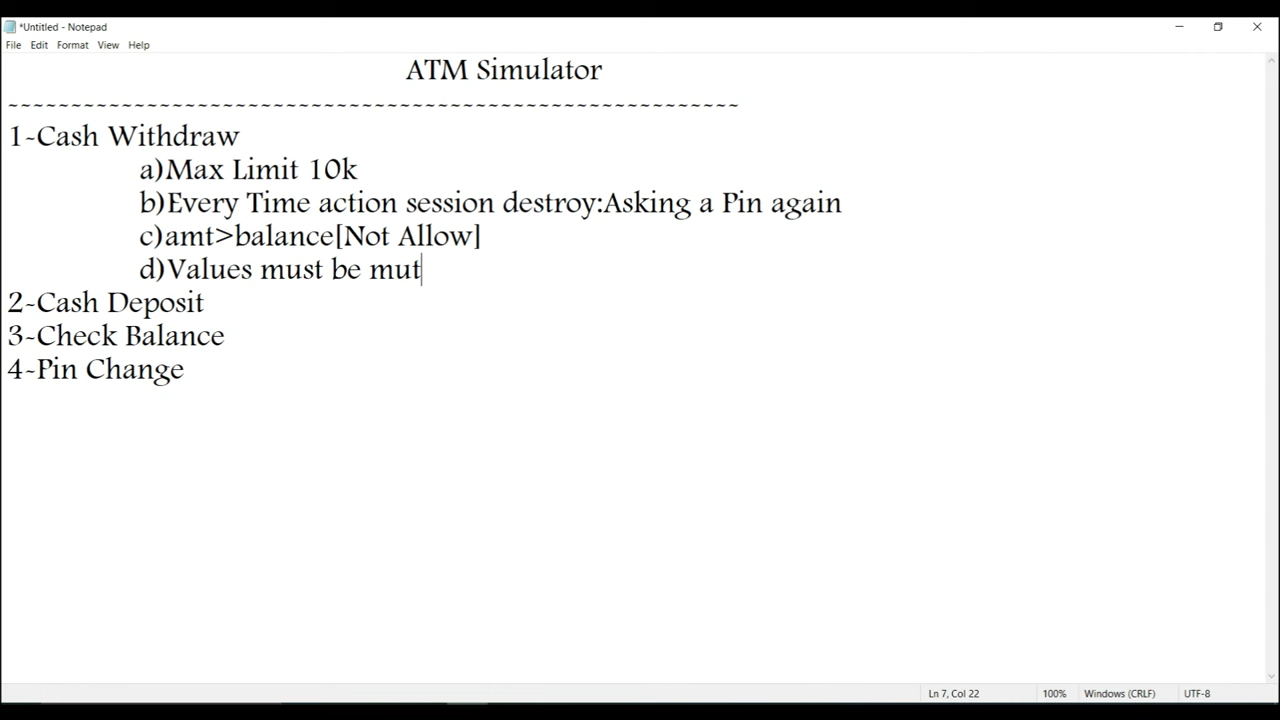 *Untitled - Notepad
File Edit Format View Help
ATM Simulator
~~~~~~~~~~~~~~~~~~~~~~~~~~~~~~~~~~~~~~~~~~~~~~~~~~~~~~~~~~
1-Cash Withdraw
a)Max Limit 10k
b)Every Time action session destroy:Asking a Pin again
c)amt>balance[Not Allow]
d)Values must be mut
2-Cash Deposit
3-Check Balance
4-Pin Change
Ln 7, Col 22 100% Windows (CRLF) UTF-8